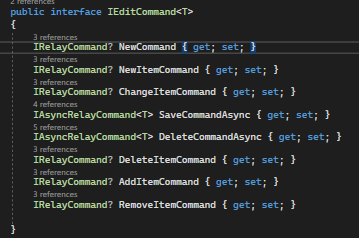 2 references
public interface IEditCommand<T>
{
3 references
IRelayCommand? NewCommand { get; set; }
3 references
IRelayCommand? NewItemCommand { get; set; }
3 references
IRelayCommand? ChangeItemCommand { get; set; }
4 references
IAsyncRelayCommand<T> SaveCommandAsync { get; set; }
5 references
IAsyncRelayCommand<T> DeleteCommandAsync { get; set; }
3 references
IRelayCommand? DeleteItemCommand { get; set; }
3 references
IRelayCommand? AddItemCommand { get; set; }
3 references
IRelayCommand? RemoveItemCommand { get; set; }
}